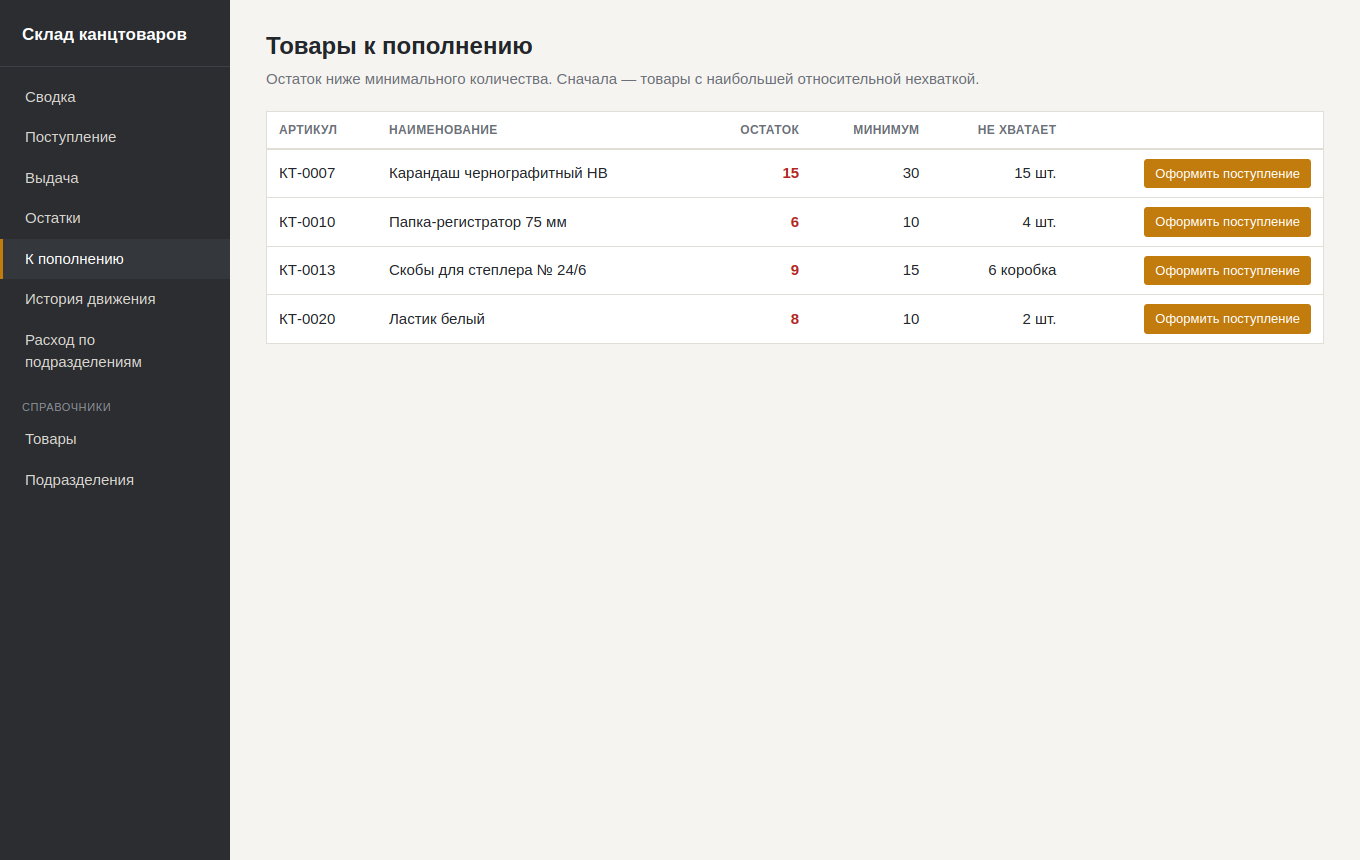 Склад канцтоваров
Сводка
Поступление
Выдача
Остатки
К пополнению
История движения
Расход по
подразделениям
СПРАВОЧНИКИ
Товары
Подразделения
Товары к пополнению
Остаток ниже минимального количества. Сначала — товары с наибольшей относительной нехваткой.
АРТИКУЛ НАИМЕНОВАНИЕ ОСТАТОК МИНИМУМ НЕ ХВАТАЕТ
КТ-0007 Карандаш чернографитный HB 15 30 15 шт. Оформить поступление
КТ-0010 Папка-регистратор 75 мм 6 10 4 шт. Оформить поступление
КТ-0013 Скобы для степлера № 24/6 9 15 6 коробка Оформить поступление
КТ-0020 Ластик белый 8 10 2 шт. Оформить поступление